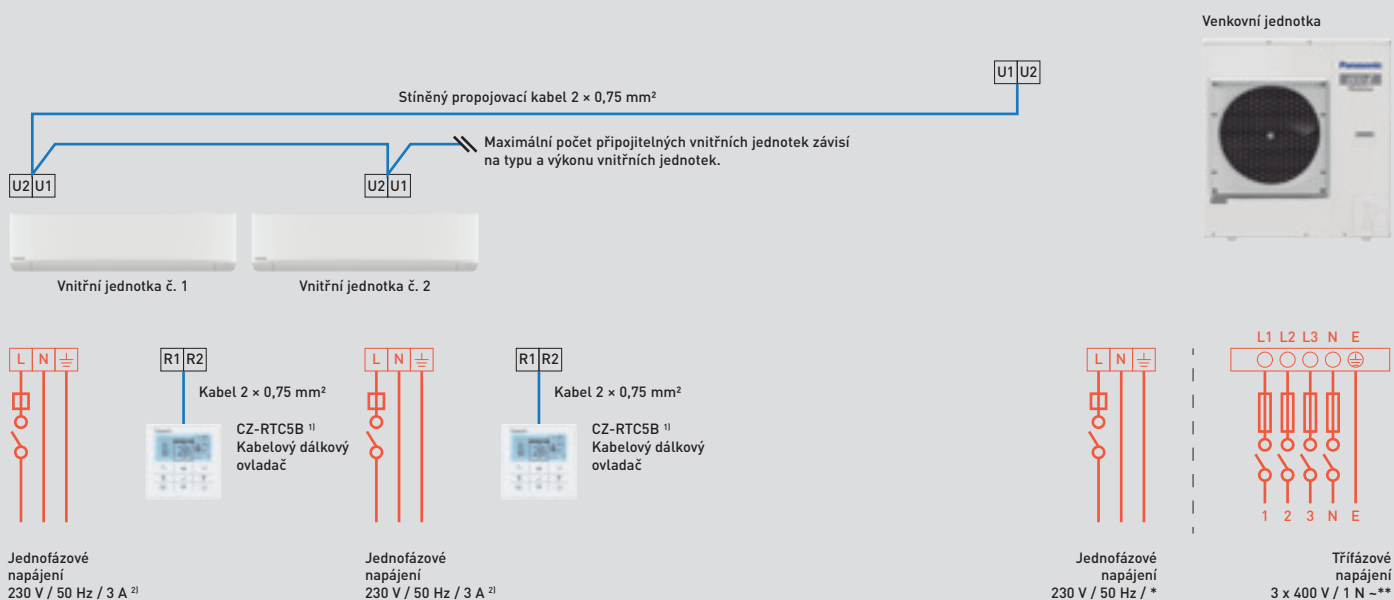 Venkovní jednotka
Panasonic
U1 U2
Stíněný propojovací kabel 2 × 0,75 mm²
Maximální počet připojitelných vnitřních jednotek závisí
na typu a výkonu vnitřních jednotek.
U2 U1
U2 U1
Vnitřní jednotka č. 1
Vnitřní jednotka č. 2
L N
R1 R2
Kabel 2 × 0,75 mm²
CZ-RTC5B 1)
Kabelový dálkový
ovladač
L N
R1 R2
Kabel 2 × 0,75 mm²
CZ-RTC5B 1)
Kabelový dálkový
ovladač
L N
L1 L2 L3 N E
1 2 3 N E
Jednofázové
napájení
230 V / 50 Hz / 3 A 2)
Jednofázové
napájení
230 V / 50 Hz / 3 A 2)
Jednofázové
napájení
230 V / 50 Hz / *
Třífázové
napájení
3 x 400 V / 1 N ~**